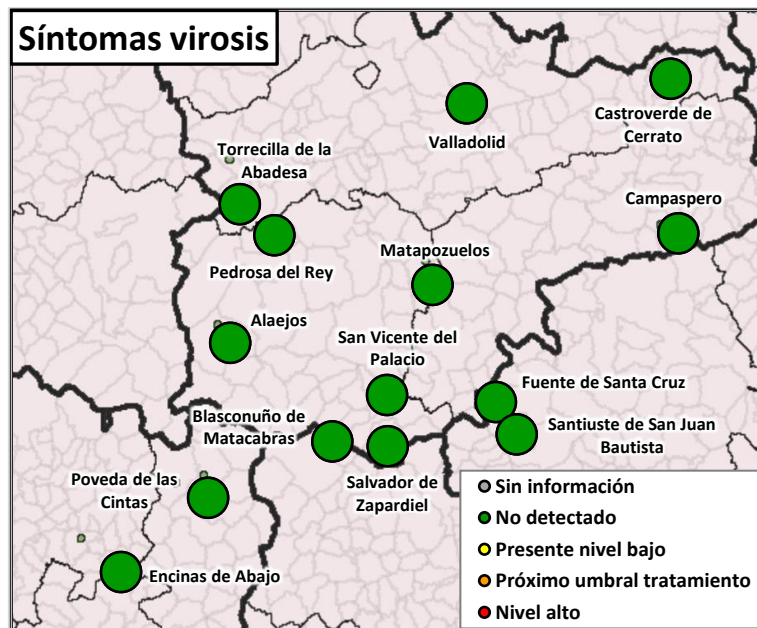 Síntomas virosis
Castroverde de
Cerrato
Valladolid
Torrecilla de la
Abadesa
Campaspero
Pedrosa del Rey
Matapozuelos
Alaejos
San Vicente del
Palacio
Fuente de Santa Cruz
Blasconuño de
Matacabras
Santiuste de San Juan
Bautista
Salvador de
Zapardiel
Poveda de las
Cintas
Encinas de Abajo
Sin información
No detectado
Presente nivel bajo
Próximo umbral tratamiento
Nivel alto